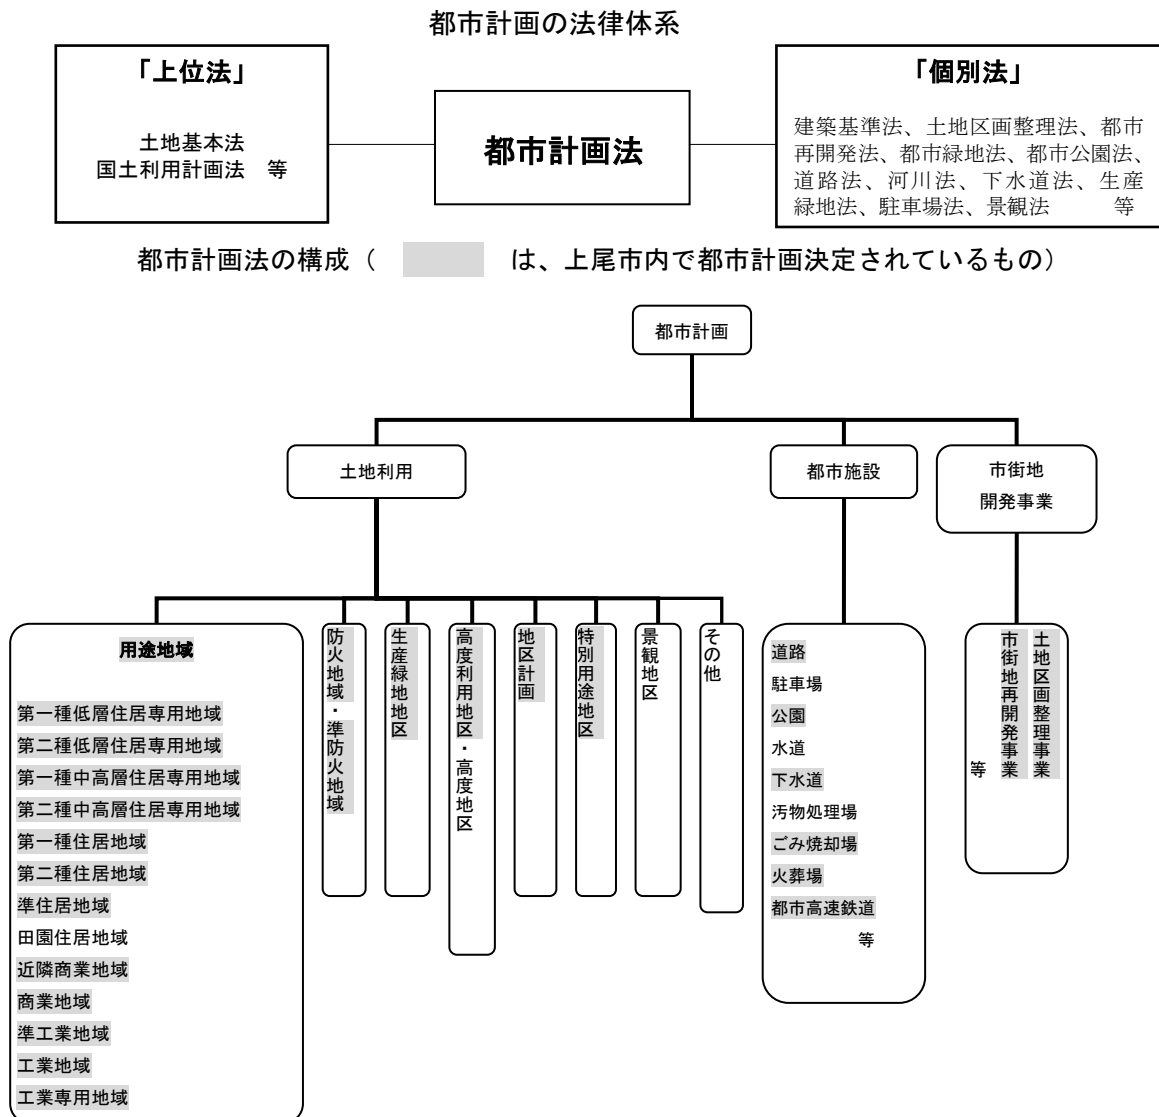 都市計画の法律体系
「上位法」
土地基本法
国土利用計画法 等
都市計画法
「個別法」
建築基準法、土地区画整理法、都市
再開発法、都市緑地法、都市公園法、
道路法、河川法、下水道法、生産
緑地法、駐車場法、景観法 等
都市計画法の構成( は、上尾市内で都市計画決定されているもの)
都市計画
土地利用
都市施設
市街地
開発事業
用途地域
第一種低層住居専用地域
第二種低層住居専用地域
第一種中高層住居専用地域
第二種中高層住居専用地域
第一種住居地域
第二種住居地域
準住居地域
田園住居地域
近隣商業地域
商業地域
準工業地域
工業地域
工業専用地域
防火地域・準防火地域
生産緑地地区
高度利用地区・高度地区
地区計画
特別用途地区
景観地区
その他
道路
駐車場
公園
水道
下水道
汚物処理場
ごみ焼却場
火葬場
都市高速鉄道
等
土地区画整理事業
市街地再開発事業
等